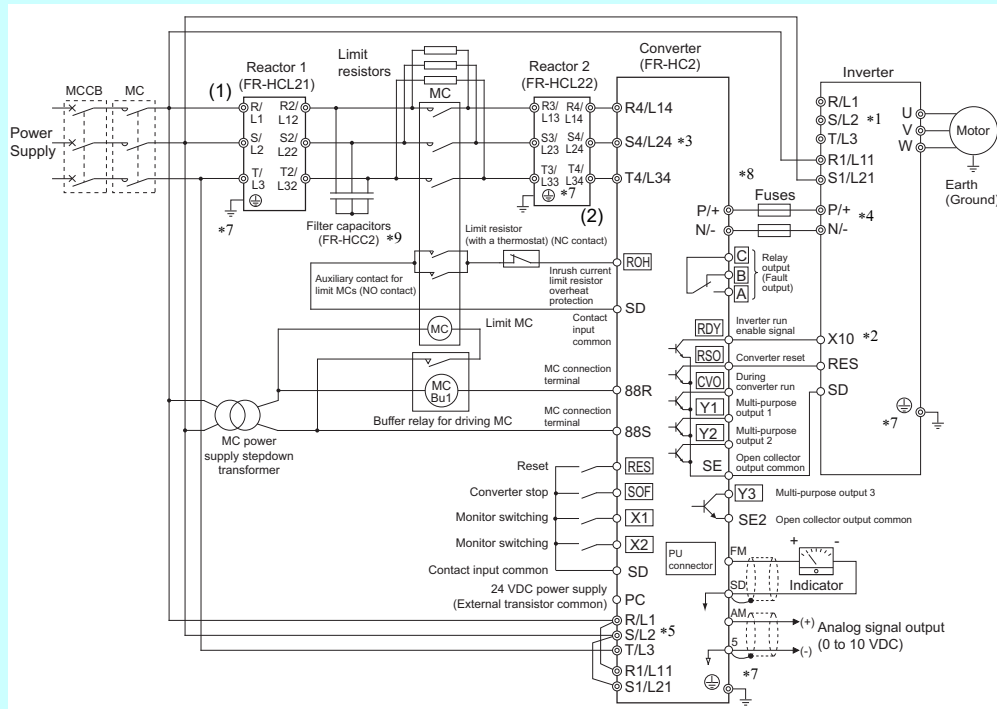 Reactor 1
(FR-HCL21)
Limit
resistors
MC
Reactor 2
(FR-HCL22)
Converter
(FR-HC2)
Inverter
MCCB
MC
(1)
Power
Supply
R/
L1
R2/
L12
S/
L2
S2/
L22
T/
L3
T2/
L32
*7
R3/
L13
R4/
L14
S3/
L23
S4/
L24
T3/
L33
T4/
L34
*7
(2)
R4/L14
S4/L24 *3
T4/L34
*8
Fuses
P/+
N/-
P/+
N/-
*4
R/L1
S/L2 *1
T/L3
R1/L11
S1/L21
U
V
W
Motor
Earth
(Ground)
Filter capacitors
(FR-HCC2) *9
Limit resistor
(with a thermostat) (NC contact)
Auxiliary contact for
limit MCs (NO contact)
Inrush current
limit resistor
overheat
protection
ROH
SD
Contact
input
common
C
B
A
Relay
output
(Fault
output)
MC
Limit MC
MC
Bu1
Buffer relay for driving MC
MC connection
terminal
88R
MC connection
terminal
88S
MC power
supply stepdown
transformer
RDY
Inverter run
enable signal
X10 *2
RSO
Converter reset
RES
CVO
During
converter run
SD
Y1
Multi-purpose
output 1
Y2
Multi-purpose
output 2
SE
Open collector
output common
*7
Y3
Multi-purpose output 3
SE2
Open collector output common
Reset
RES
Converter stop
SOF
Monitor switching
X1
Monitor switching
X2
Contact input common
SD
24 VDC power supply
(External transistor common)
PC
R/L1
S/L2 *5
T/L3
R1/L11
S1/L21
PU
connector
FM
+
-
Indicator
SD
AM
(+)
5
(-)
Analog signal output
(0 to 10 VDC)
*7